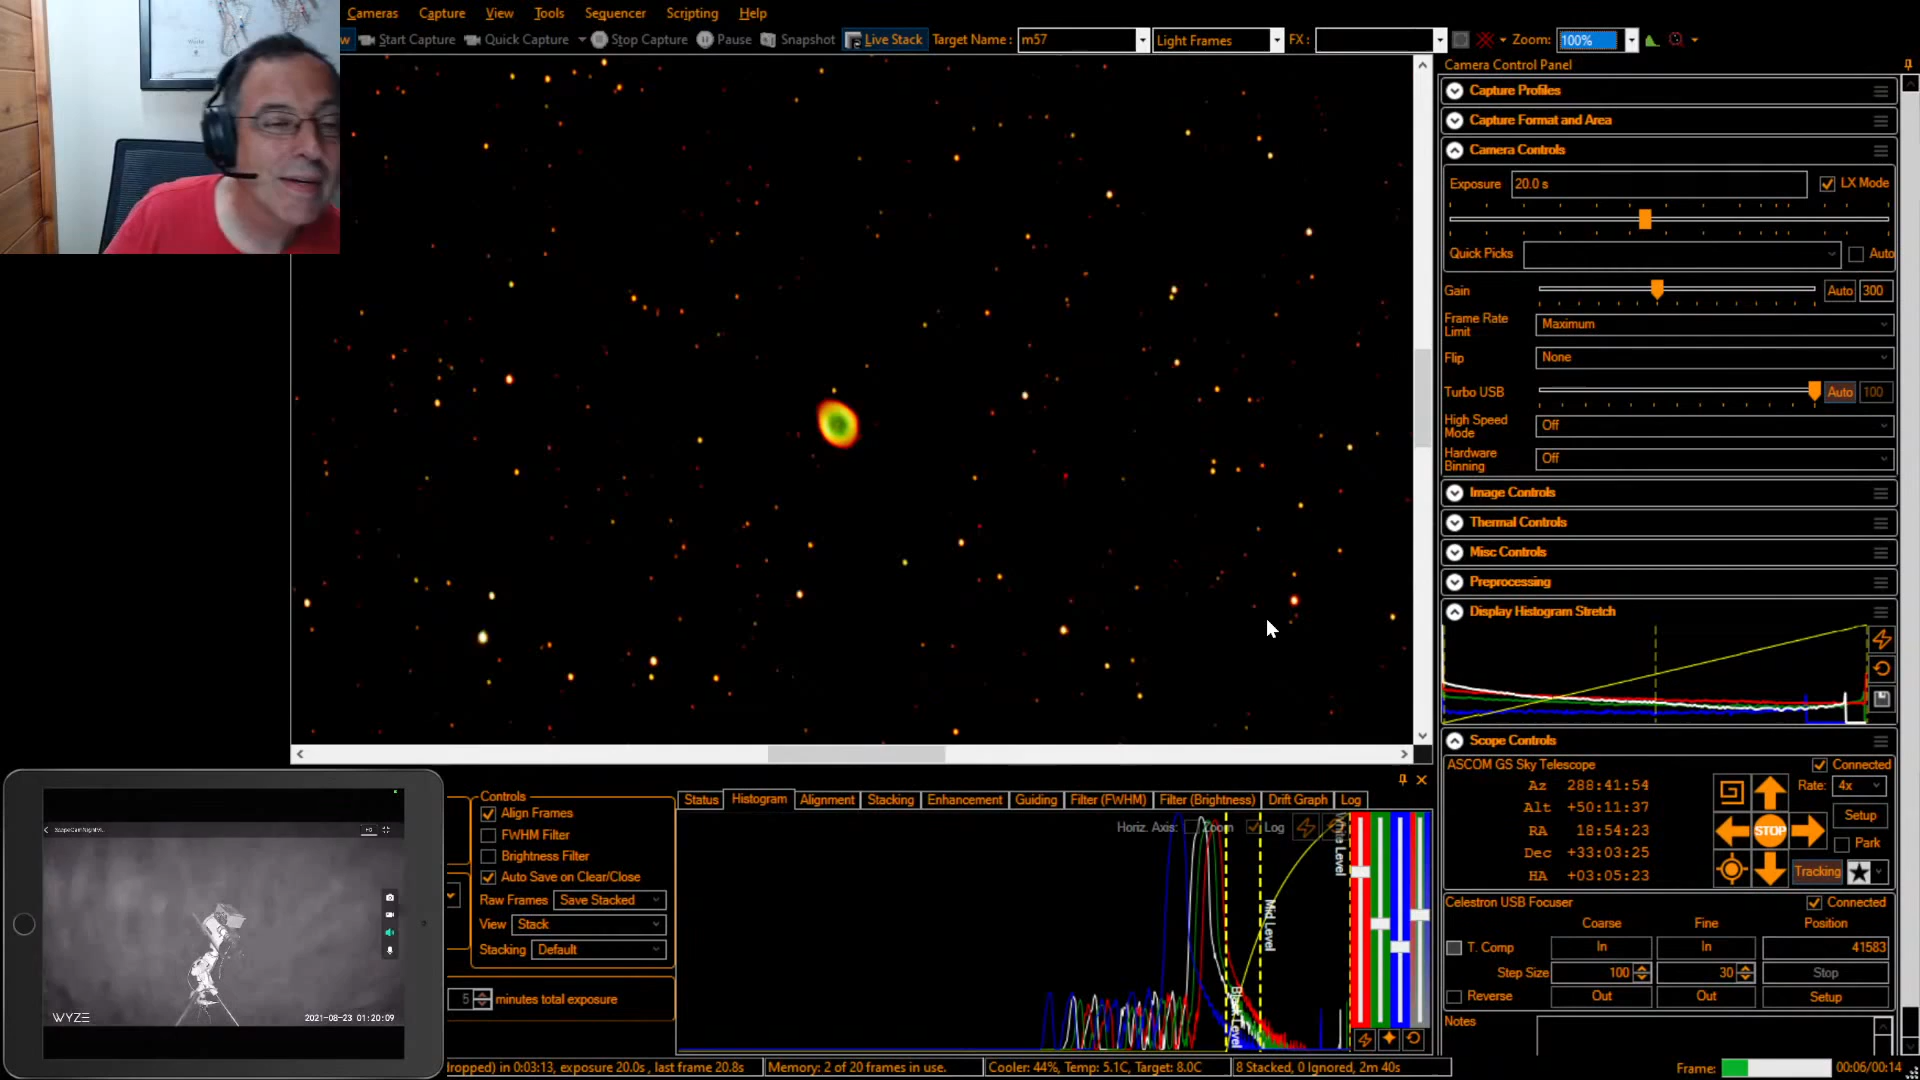 Cameras Capture View Tools Sequencer Scripting Help
Start Capture Quick Capture Stop Capture Pause Snapshot Live Stack Target Name : m57 Light Frames FX : Zoom: 100%
Camera Control Panel
Capture Profiles
Capture Format and Area
Camera Controls
Exposure 20.0 s LX Mode
Quick Picks Auto
Gain Auto 300
Frame Rate Limit Maximum
Flip None
Turbo USB Auto 100
High Speed Mode Off
Hardware Binning Off
Image Controls
Thermal Controls
Misc Controls
Preprocessing
Display Histogram Stretch
Scope Controls
ASCOM GS Sky Telescope Connected
Az 288:41:54 Rate: 4x
Alt +50:11:37 Setup
RA 18:54:23 STOP
Dec +33:03:25 Park
HA +03:05:23 Tracking
Celestron USB Focuser Connected
Coarse Fine Position
T. Comp In In 41583
Step Size 100 30 Stop
Reverse Out Out Setup
Notes
Controls
Align Frames
FWHM Filter
Brightness Filter
Auto Save on Clear/Close
Raw Frames Save Stacked
View Stack
Stacking Default
5 minutes total exposure
Status Histogram Alignment Stacking Enhancement Guiding Filter (FWHM) Filter (Brightness) Drift Graph Log
Horiz. Axis: Zoom Log
White Level
Mid Level
Black Level
WYZE 2021-08-23 01:20:09
ropped) in 0:03:13, exposure 20.0s , last frame 20.8s Memory: 2 of 20 frames in use. Cooler: 44%, Temp: 5.1C, Target: 8.0C 8 Stacked, 0 Ignored, 2m 40s Frame: 00:06/00:14